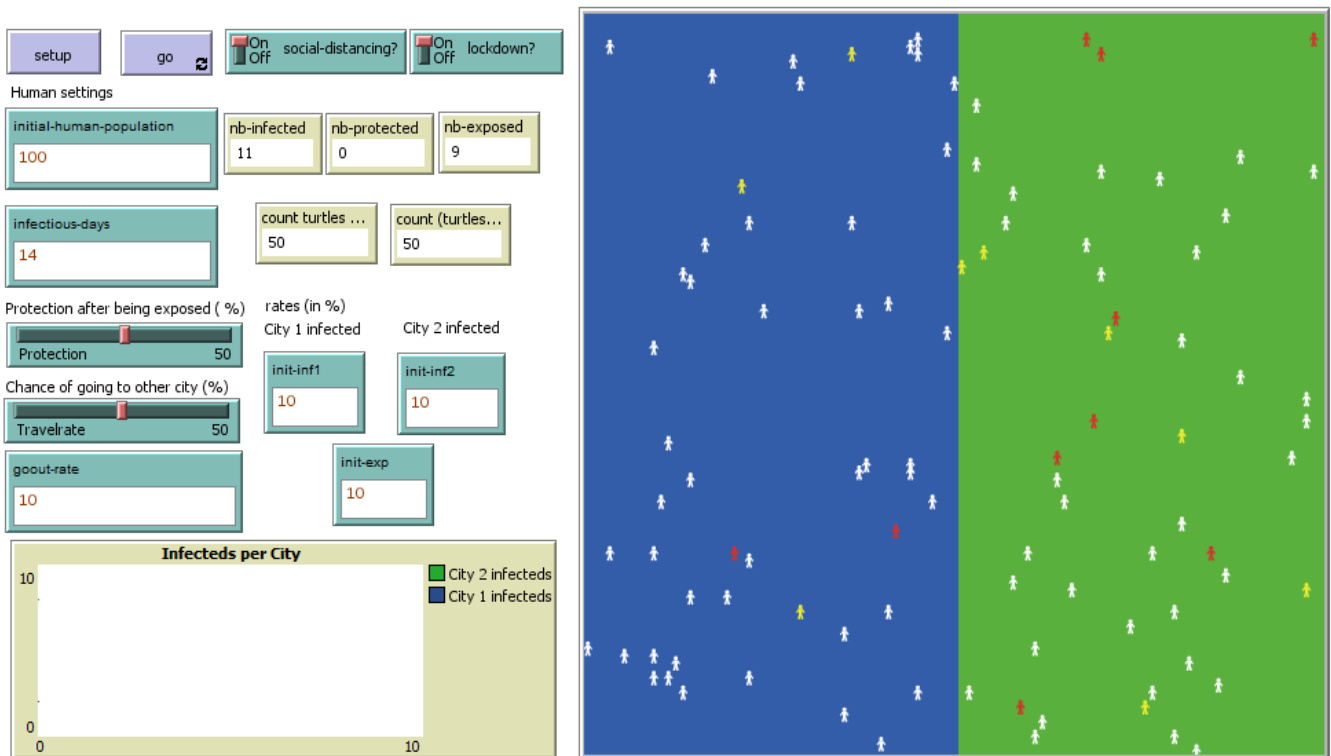 setup
go
On
Off
social-distancing?
On
Off
lockdown?
Human settings
initial-human-population
100
nb-infected
11
nb-protected
0
nb-exposed
9
infectious-days
14
count turtles ...
50
count (turtles...
50
Protection after being exposed ( %)
Protection 50
rates (in %)
City 1 infected
City 2 infected
init-inf1
10
init-inf2
10
Chance of going to other city (%)
Travelrate 50
goout-rate
10
init-exp
10
Infecteds per City
10
0
0
10
City 2 infecteds
City 1 infecteds